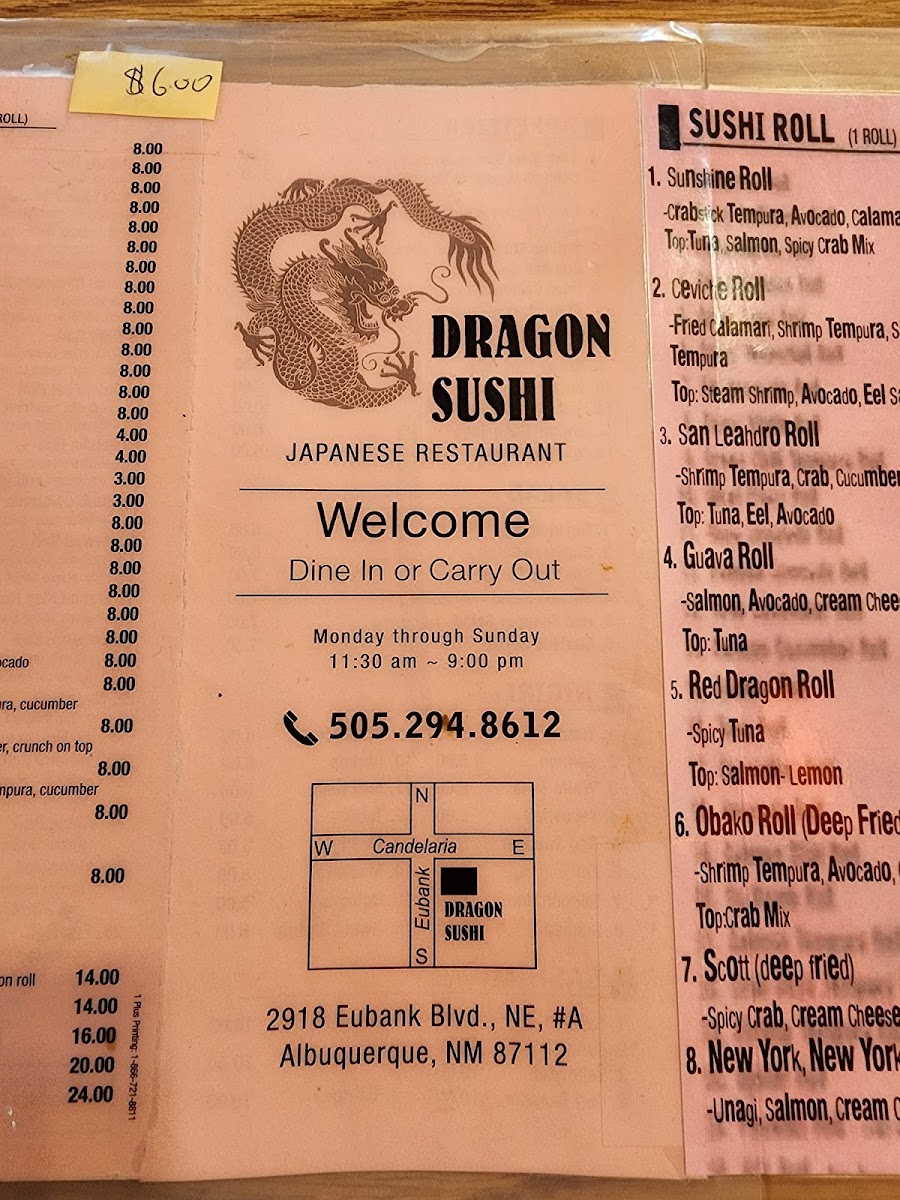 $6.00
ROLL)
8.00
8.00
8.00
8.00
8.00
8.00
8.00
8.00
8.00
8.00
8.00
8.00
8.00
8.00
4.00
4.00
3.00
3.00
8.00
8.00
8.00
8.00
8.00
8.00
ocado 8.00
8.00
ra, cucumber
8.00
er, crunch on top
8.00
mpura, cucumber
8.00
8.00
on roll 14.00
14.00
16.00
20.00
24.00
1 Plus Printing: 1-866-721-8811
DRAGON
SUSHI
JAPANESE RESTAURANT
Welcome
Dine In or Carry Out
Monday through Sunday
11:30 am ~ 9:00 pm
505.294.8612
N
W Candelaria E
Eubank
S
DRAGON
SUSHI
2918 Eubank Blvd., NE, #A
Albuquerque, NM 87112
SUSHI ROLL (1 ROLL)
1. Sunshine Roll
-Crabstick Tempura, Avocado, Calama
Top:Tuna, Salmon, Spicy Crab Mix
2. Ceviche Roll
-Fried Calamari, Shrimp Tempura, S
Tempura
Top: Steam Shrimp, Avocado, Eel Sa
3. San Leahdro Roll
-Shrimp Tempura, Crab, Cucumber
Top: Tuna, Eel, Avocado
4. Guava Roll
-Salmon, Avocado, Cream Chee
Top: Tuna
5. Red Dragon Roll
-Spicy Tuna
Top: Salmon- Lemon
6. Obako Roll (Deep Fried
-Shrimp Tempura, Avocado,
Top:Crab Mix
7. Scott (deep fried)
-Spicy Crab, Cream Cheese
8. New York, New York
-Unagi, Salmon, Cream C